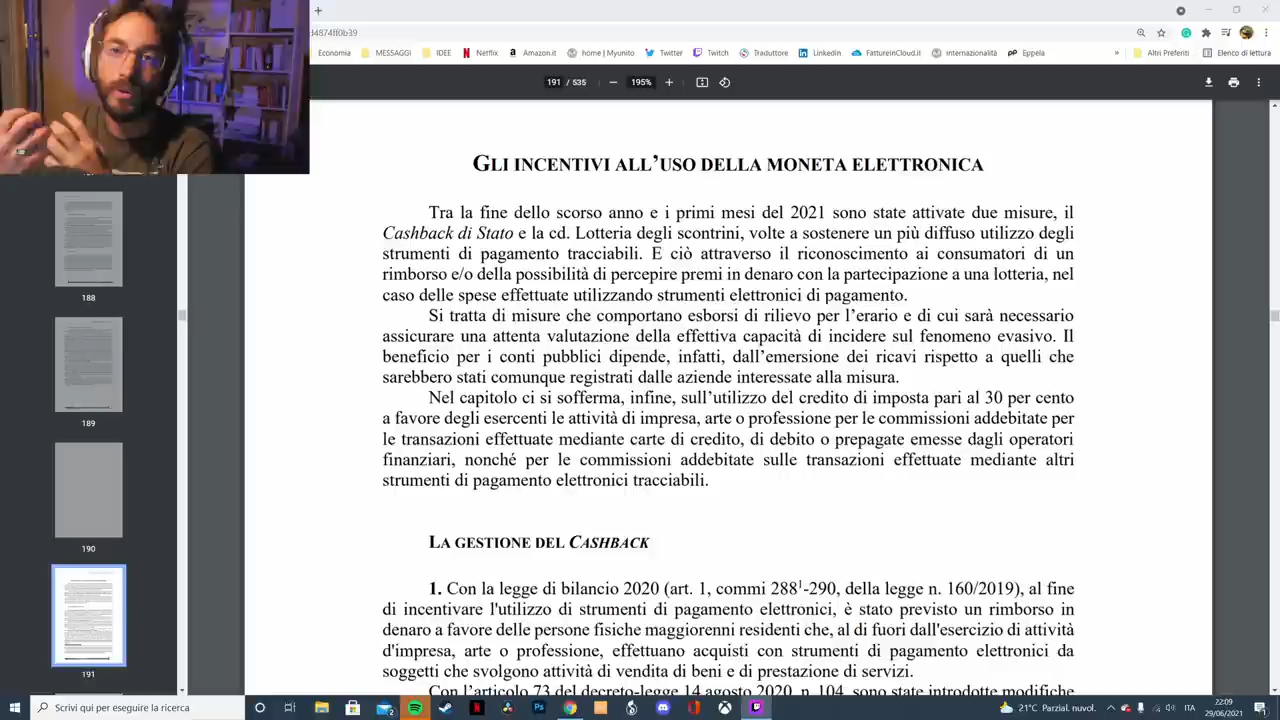 +
d4874ff0b39
Economia MESSAGGI IDEE Netflix Amazon.it home | Myunito Twitter Twitch Traduttore LinkedIn FattureInCloud.it internazionalità Eppela » Altri Preferiti Elenco di lettura
191 / 535 − 195% +
GLI INCENTIVI ALL’USO DELLA MONETA ELETTRONICA
Tra la fine dello scorso anno e i primi mesi del 2021 sono state attivate due misure, il
Cashback di Stato e la cd. Lotteria degli scontrini, volte a sostenere un più diffuso utilizzo degli
strumenti di pagamento tracciabili. E ciò attraverso il riconoscimento ai consumatori di un
rimborso e/o della possibilità di percepire premi in denaro con la partecipazione a una lotteria, nel
caso delle spese effettuate utilizzando strumenti elettronici di pagamento.
Si tratta di misure che comportano esborsi di rilievo per l’erario e di cui sarà necessario
assicurare una attenta valutazione della effettiva capacità di incidere sul fenomeno evasivo. Il
beneficio per i conti pubblici dipende, infatti, dall’emersione dei ricavi rispetto a quelli che
sarebbero stati comunque registrati dalle aziende interessate alla misura.
Nel capitolo ci si sofferma, infine, sull’utilizzo del credito di imposta pari al 30 per cento
a favore degli esercenti le attività di impresa, arte o professione per le commissioni addebitate per
le transazioni effettuate mediante carte di credito, di debito o prepagate emesse dagli operatori
finanziari, nonché per le commissioni addebitate sulle transazioni effettuate mediante altri
strumenti di pagamento elettronici tracciabili.
LA GESTIONE DEL CASHBACK
1. Con la legge di bilancio 2020 (art. 1, commi 288¹-290, della legge n. 160/2019), al fine
di incentivare l'utilizzo di strumenti di pagamento elettronici, è stato previsto un rimborso in
denaro a favore delle persone fisiche maggiorenni residenti che, al di fuori dall'esercizio di attività
d'impresa, arte o professione, effettuano acquisti con strumenti di pagamento elettronici da
soggetti che svolgono attività di vendita di beni e di prestazione di servizi.
Con l’articolo 73 del decreto-legge 14 agosto 2020, n. 104, sono state introdotte modifiche
188
189
190
191
Scrivi qui per eseguire la ricerca
21°C Parzial. nuvol. ITA
22:09
29/06/2021